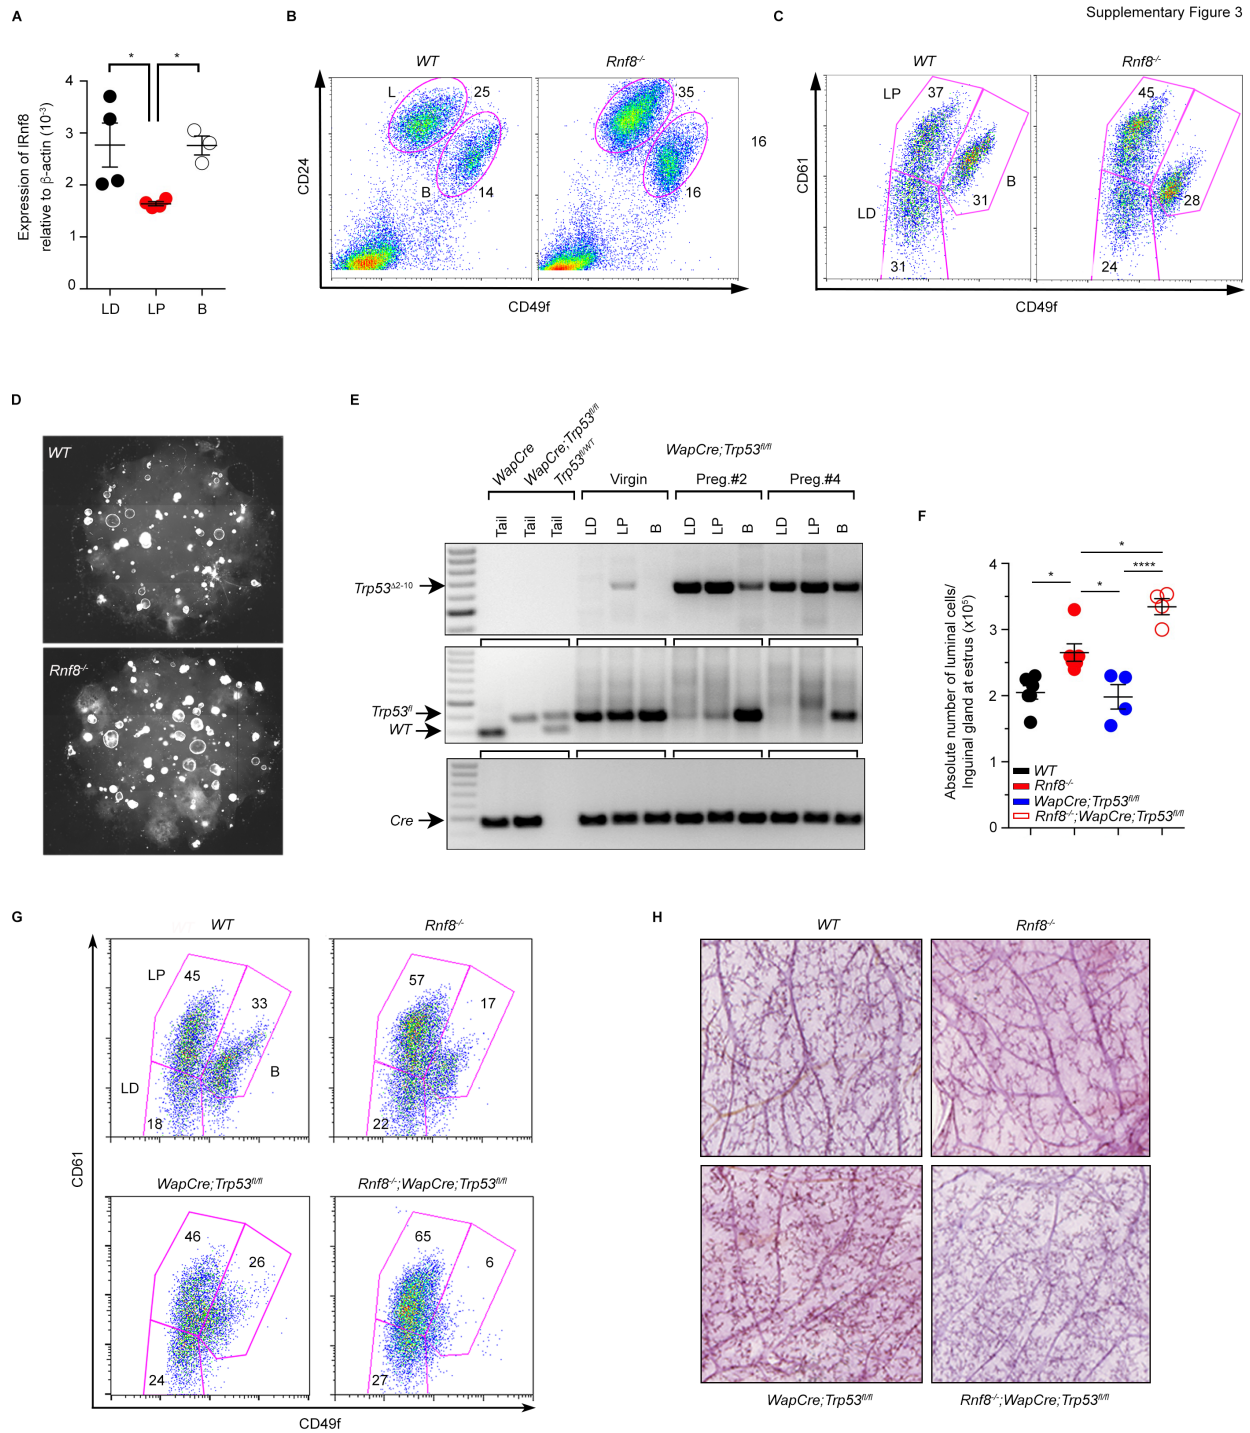 Supplementary Figure 3
A
*
*
Expression of IRnf8
relative to β-actin (10⁻³)
4
3
2
1
0
LD
LP
B
B
WT
Rnf8-/-
L
25
B
14
35
16
16
CD24
CD49f
C
WT
Rnf8-/-
LP
37
LD
31
B
31
45
28
24
CD61
CD49f
D
WT
Rnf8-/-
E
WapCre
WapCre;Trp53fl/fl
Trp53fl/WT
WapCre;Trp53fl/fl
Virgin
Preg.#2
Preg.#4
Tail
Tail
Tail
LD
LP
B
LD
LP
B
LD
LP
B
Trp53Δ2-10
Trp53fl
WT
Cre
F
Absolute number of luminal cells/
Inguinal gland at estrus (x10⁵)
4
3
2
1
0
*
*
*
****
WT
Rnf8-/-
WapCre;Trp53fl/fl
Rnf8-/-;WapCre;Trp53fl/fl
G
WT
Rnf8-/-
LP
45
33
LD
B
18
57
17
22
WapCre;Trp53fl/fl
Rnf8-/-;WapCre;Trp53fl/fl
46
26
24
65
6
27
CD61
CD49f
H
WT
Rnf8-/-
WapCre;Trp53fl/fl
Rnf8-/-;WapCre;Trp53fl/fl